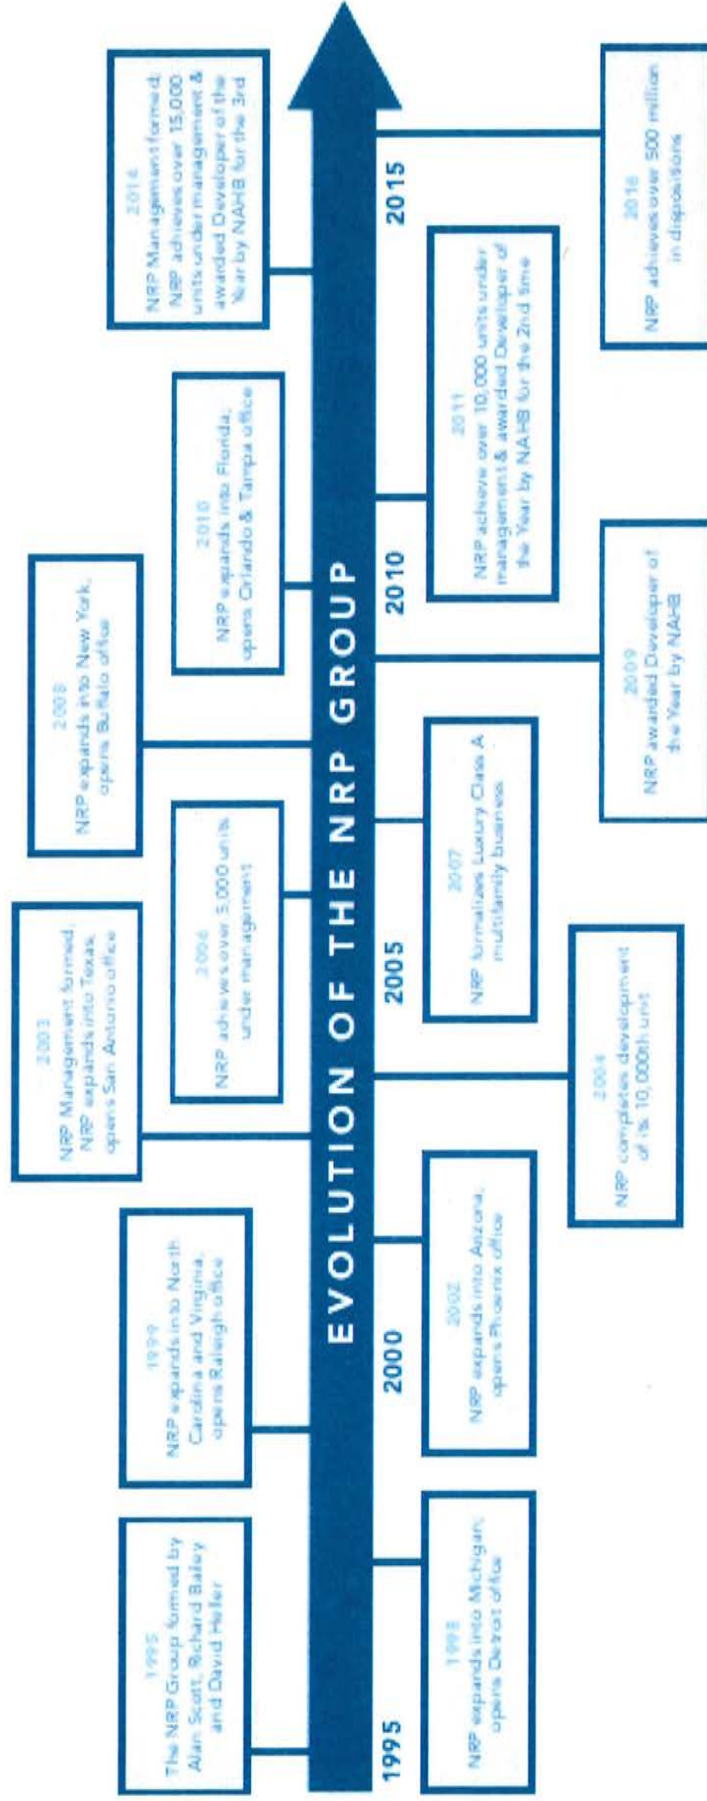 1995
The NRP Group formed by
Alan Scott, Richard Bailey
and David Heller
1999
NRP expands into North
Carolina and Virginia,
opens Raleigh office
2003
NRP Management formed;
NRP expands into Texas,
opens San Antonio office
2006
NRP achieves over 5,000 units
under management
2008
NRP expands into New York,
opens Buffalo office
2010
NRP expands into Florida;
opens Orlando & Tampa office
2014
NRP Management formed;
NRP achieves over 15,000
units under management &
awarded Developer of the
Year by NAHB for the 3rd
EVOLUTION OF THE NRP GROUP
1995
2000
2005
2010
2015
1998
NRP expands into Michigan;
opens Detroit office
2002
NRP expands into Arizona;
opens Phoenix office
2004
NRP completes development
of its 10,000th unit
2007
NRP formalizes Luxury Class A
multifamily business
2009
NRP awarded Developer of
the Year by NAHB
2011
NRP achieve over 10,000 units under
management & awarded Developer of
the Year by NAHB for the 2nd time
2016
NRP achieves over 500 million
in dispositions